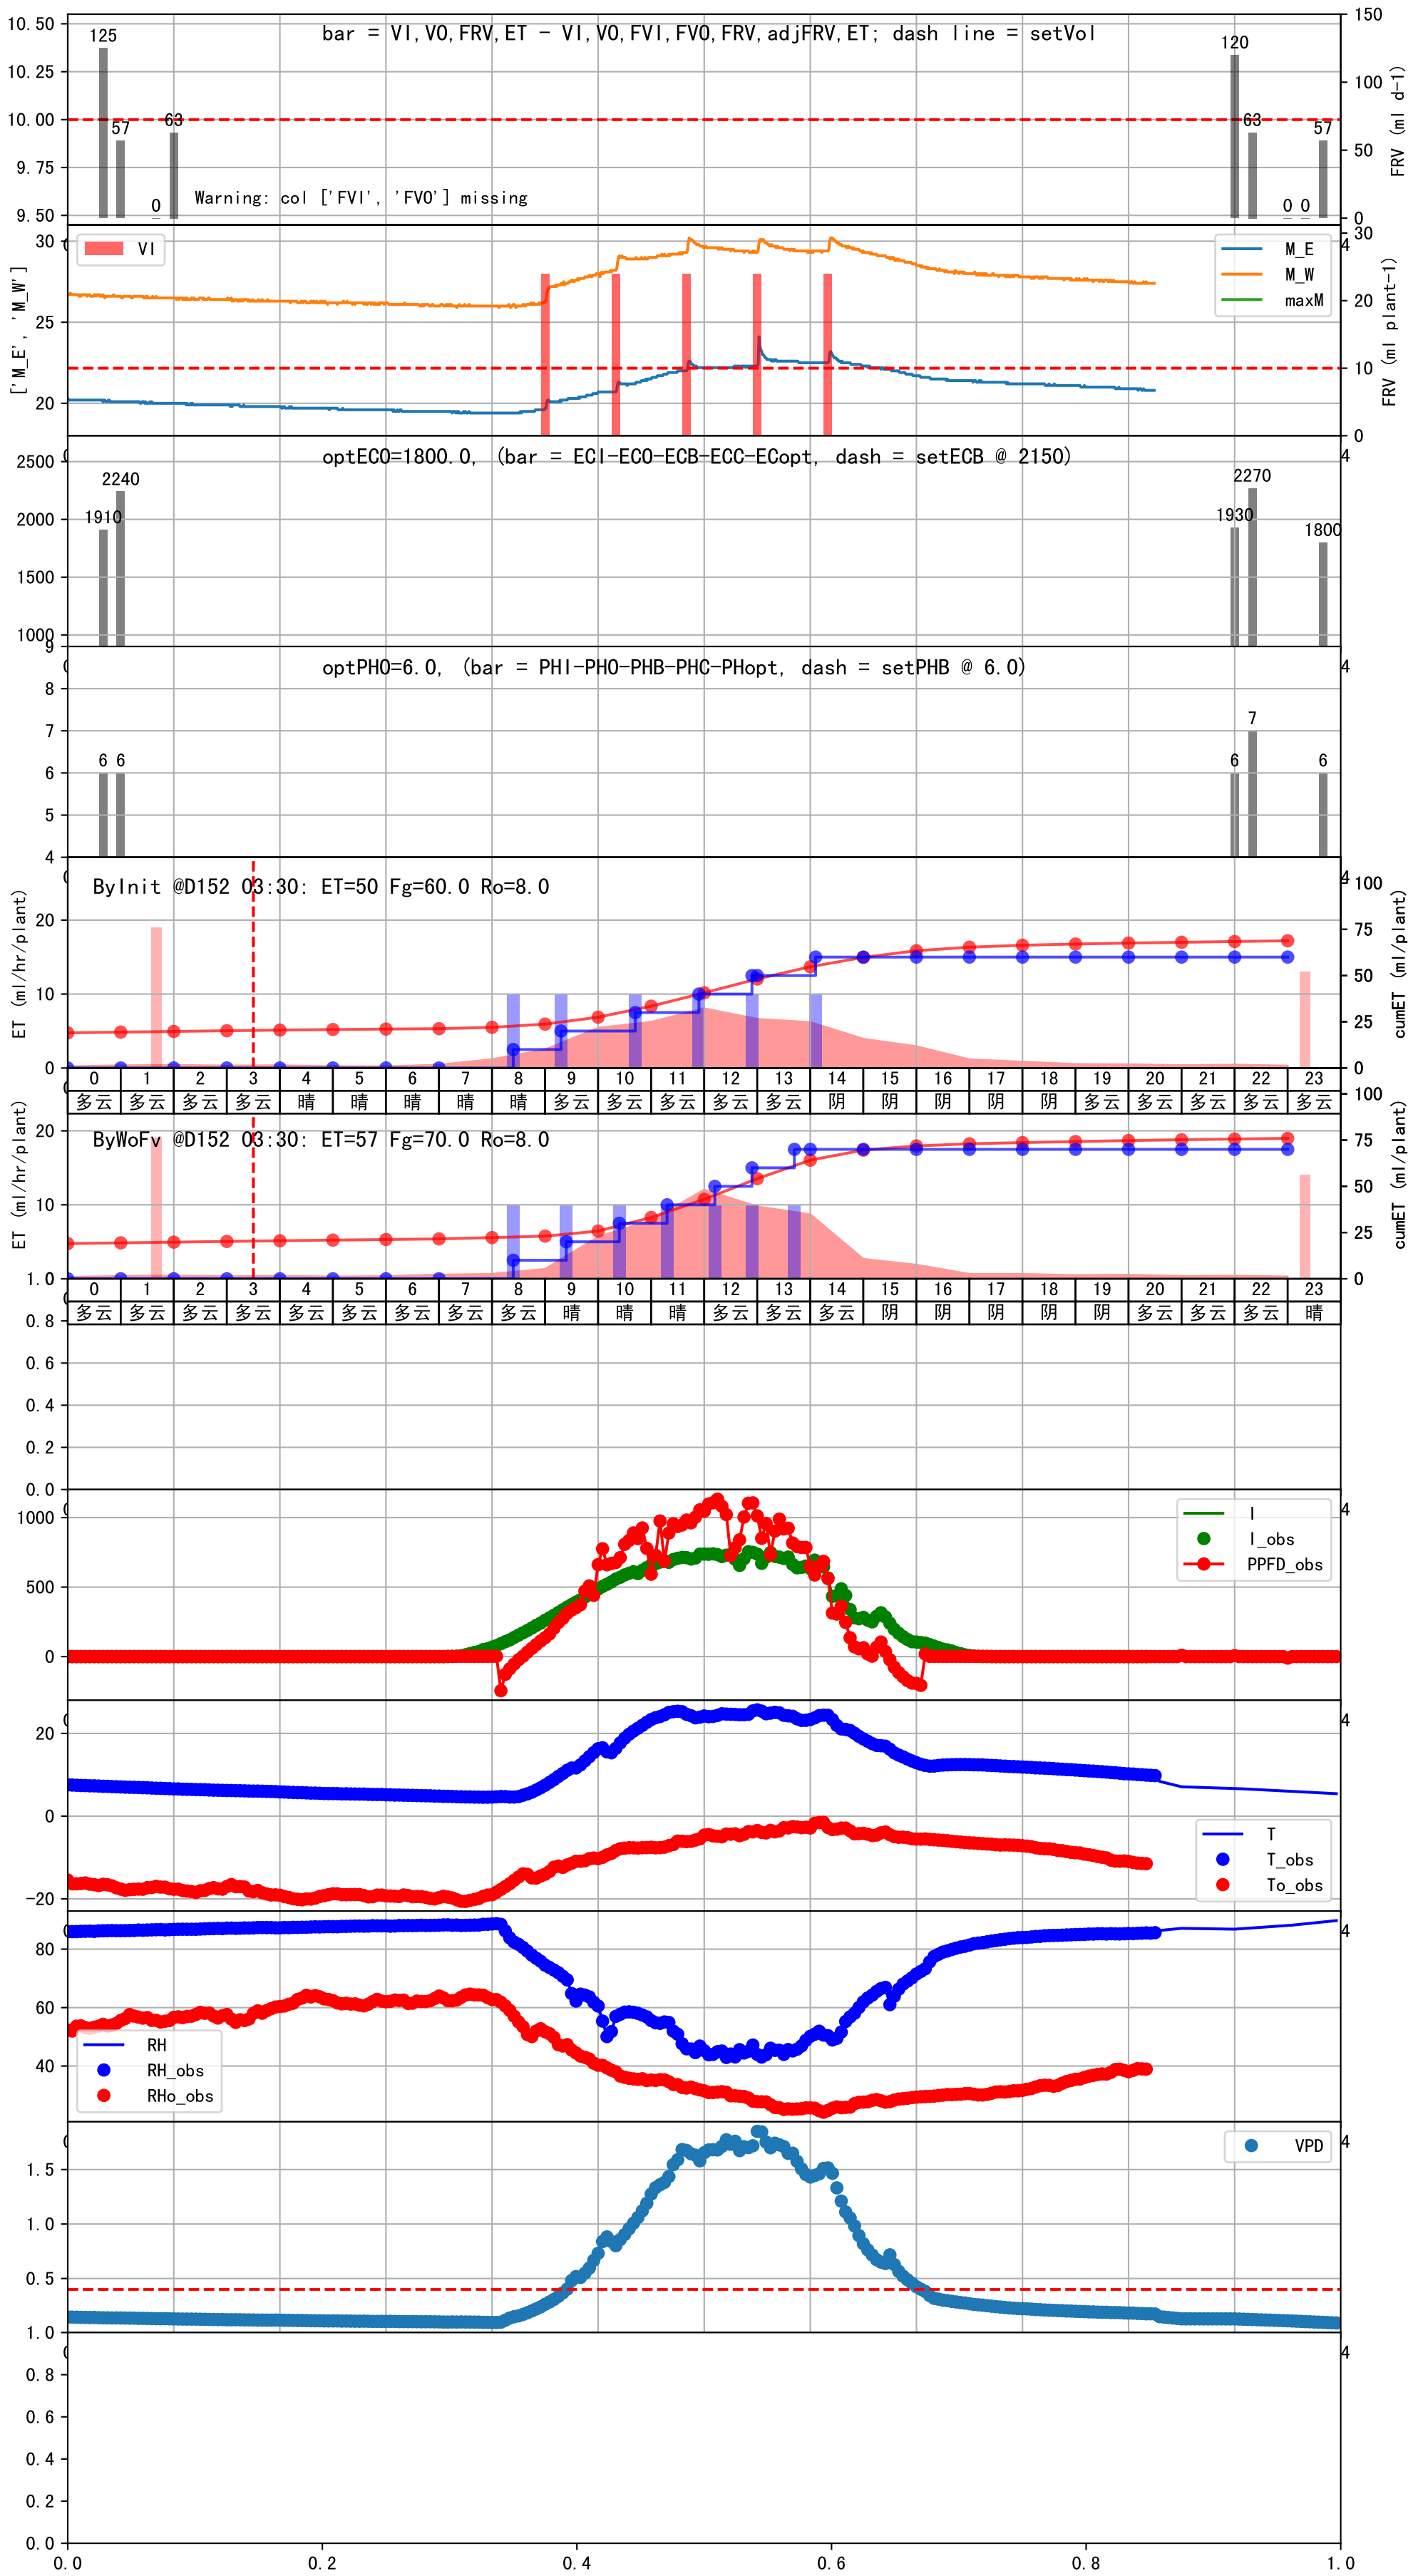 bar = VI,VO,FRV,ET - VI,VO,FVI,FVO,FRV,adjFRV,ET; dash line = setVol
10.50
10.25
10.00
9.75
9.50
125
57
0
63
120
63
0 0
57
Warning: col ['FVI', 'FVO'] missing
150
100
50
0
FRV (ml d-1)
['M_E', 'M_W']
30
25
20
VI
M_E
M_W
maxM
30
4
20
10
0
FRV (ml plant-1)
optECO=1800.0, (bar = ECI-ECO-ECB-ECC-ECopt, dash = setECB @ 2150)
2500
2000
1500
1000
1910
2240
1930
2270
1800
4
optPHO=6.0, (bar = PHI-PHO-PHB-PHC-PHopt, dash = setPHB @ 6.0)
9
8
7
6
5
4
6 6
6
7
6
4
ByInit @D152 03:30: ET=50 Fg=60.0 Ro=8.0
ET (ml/hr/plant)
20
10
0
4
100
75
50
25
0
cumET (ml/plant)
0 1 2 3 4 5 6 7 8 9 10 11 12 13 14 15 16 17 18 19 20 21 22 23
多云 多云 多云 多云 晴 晴 晴 晴 晴 多云 多云 多云 多云 多云 阴 阴 阴 阴 阴 多云 多云 多云 多云 多云
ByWoFv @D152 03:30: ET=57 Fg=70.0 Ro=8.0
ET (ml/hr/plant)
20
10
1.0
100
75
50
25
0
cumET (ml/plant)
0 1 2 3 4 5 6 7 8 9 10 11 12 13 14 15 16 17 18 19 20 21 22 23
多云 多云 多云 多云 多云 多云 多云 多云 多云 晴 晴 晴 多云 多云 多云 阴 阴 阴 阴 阴 多云 多云 多云 晴
0.8
0.6
0.4
0.2
0.0
4
1000
500
0
I
I_obs
PPFD_obs
4
20
0
-20
T
T_obs
To_obs
4
80
60
40
RH
RH_obs
RHo_obs
4
1.5
1.0
0.5
VPD
4
1.0
0.8
0.6
0.4
0.2
0.0
0.0 0.2 0.4 0.6 0.8 1.0